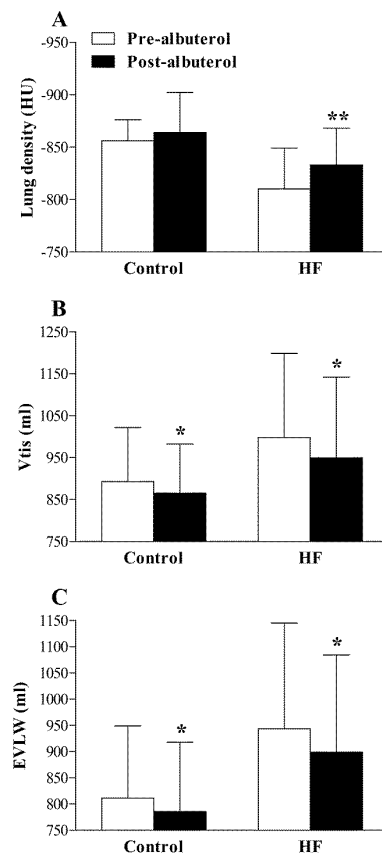 A
Pre-albuterol
Post-albuterol
Lung density (HU)
-950
-900
-850
-800
-750
**
Control HF
B
Vtis (ml)
1250
1150
1050
950
850
750
*
*
Control HF
C
EVLW (ml)
1150
1100
1050
1000
950
900
850
800
750
*
*
Control HF